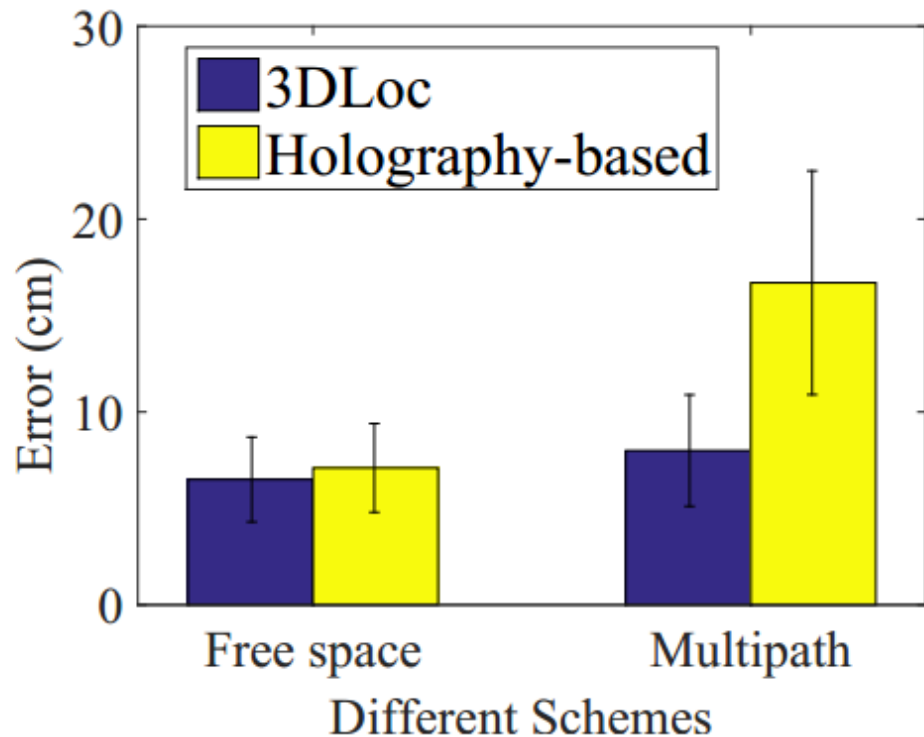 30
3DLoc
Holography-based
20
Error (cm)
10
0
Free space Multipath
Different Schemes